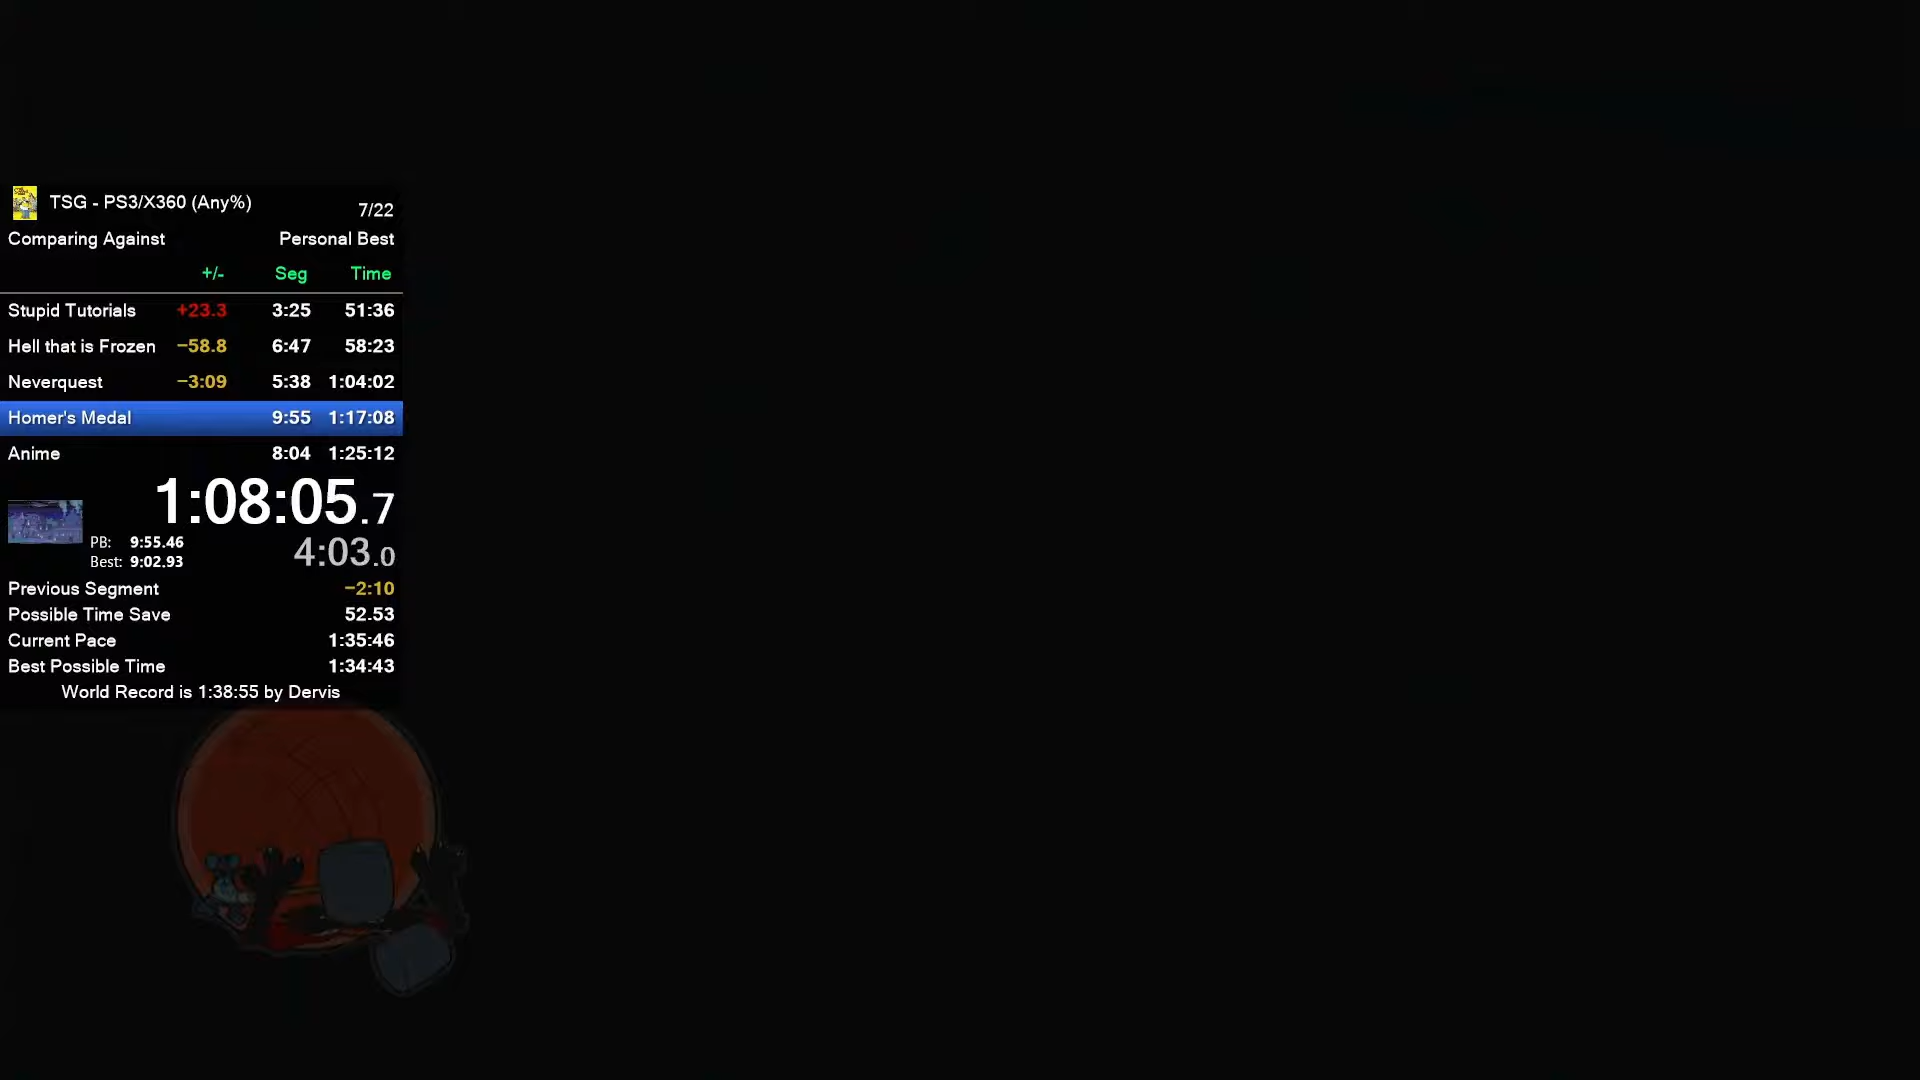 TSG - PS3/X360 (Any%)
7/22
Comparing Against Personal Best
+/- Seg Time
Stupid Tutorials +23.3 3:25 51:36
Hell that is Frozen −58.8 6:47 58:23
Neverquest −3:09 5:38 1:04:02
Homer's Medal 9:55 1:17:08
Anime 8:04 1:25:12
1:08:05.7
PB: 9:55.46
4:03.0
Best: 9:02.93
Previous Segment −2:10
Possible Time Save 52.53
Current Pace 1:35:46
Best Possible Time 1:34:43
World Record is 1:38:55 by Dervis